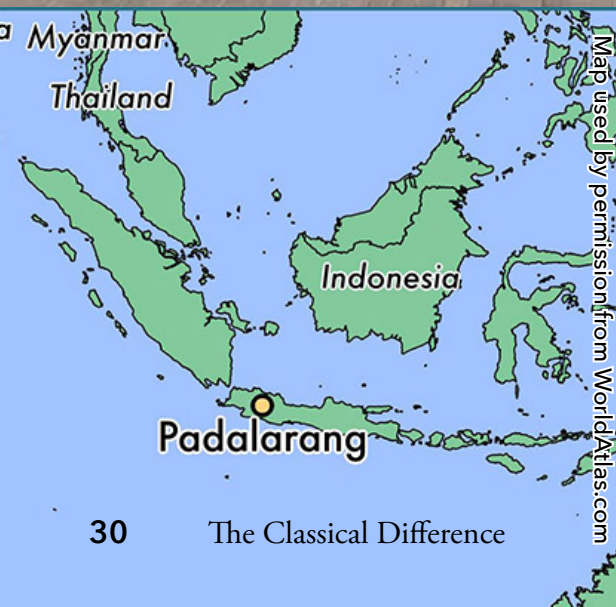 a Myanmar
Thailand
Indonesia
Padalarang
30 The Classical Difference
Map used by permission from WorldAtlas.com